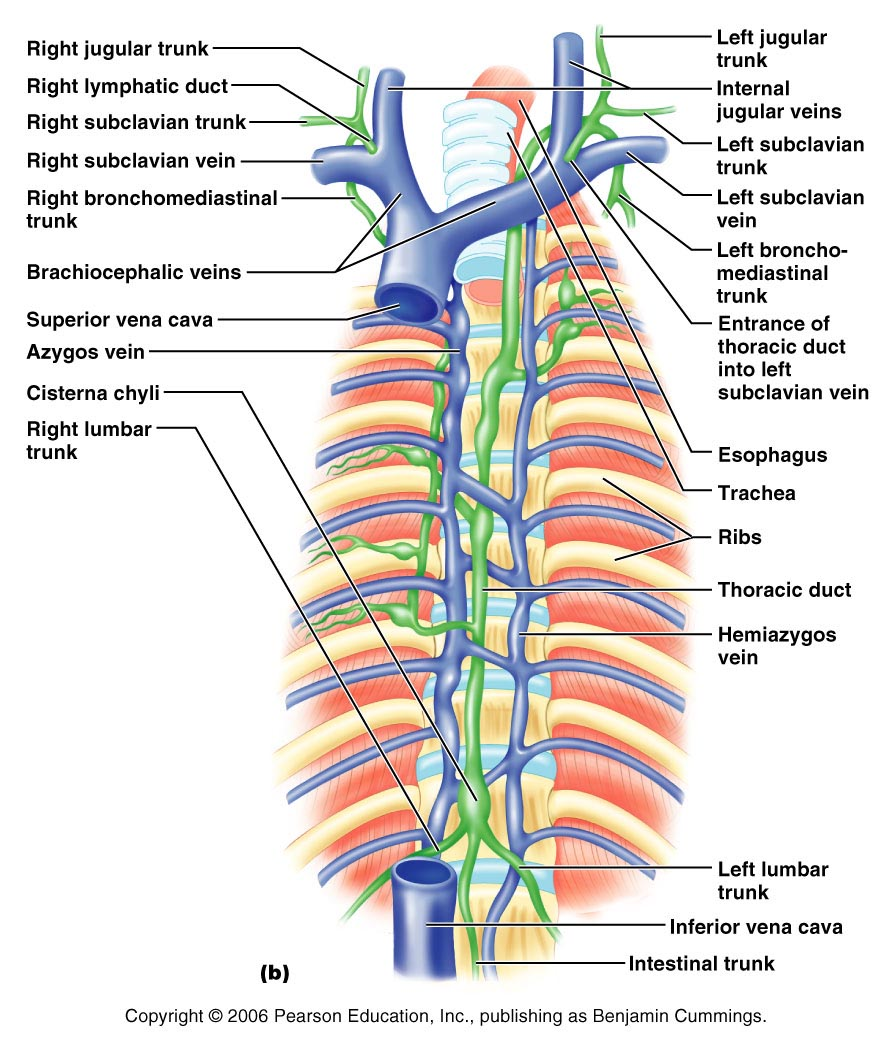 Right jugular trunk
Right lymphatic duct
Right subclavian trunk
Right subclavian vein
Right bronchomediastinal
trunk
Brachiocephalic veins
Superior vena cava
Azygos vein
Cisterna chyli
Right lumbar
trunk
Left jugular
trunk
Internal
jugular veins
Left subclavian
trunk
Left subclavian
vein
Left broncho-
mediastinal
trunk
Entrance of
thoracic duct
into left
subclavian vein
Esophagus
Trachea
Ribs
Thoracic duct
Hemiazygos
vein
Left lumbar
trunk
Inferior vena cava
Intestinal trunk
(b)
Copyright © 2006 Pearson Education, Inc., publishing as Benjamin Cummings.